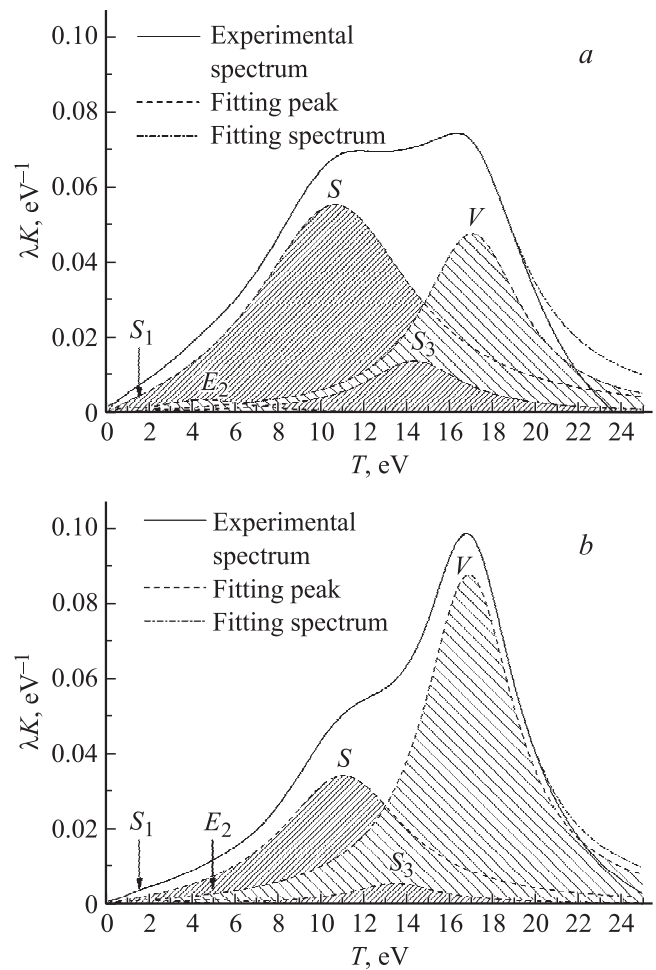 0.10
Experimental
spectrum
a
0.08
Fitting peak
Fitting spectrum
0.06
S
V
λK, eV⁻¹
0.04
S₁
0.02
S₃
E₂
0
0 2 4 6 8 10 12 14 16 18 20 22 24
T, eV
0.10
Experimental
spectrum
b
V
0.08
Fitting peak
Fitting spectrum
0.06
λK, eV⁻¹
0.04
S
S₁
E₂
0.02
S₃
0
0 2 4 6 8 10 12 14 16 18 20 22 24
T, eV